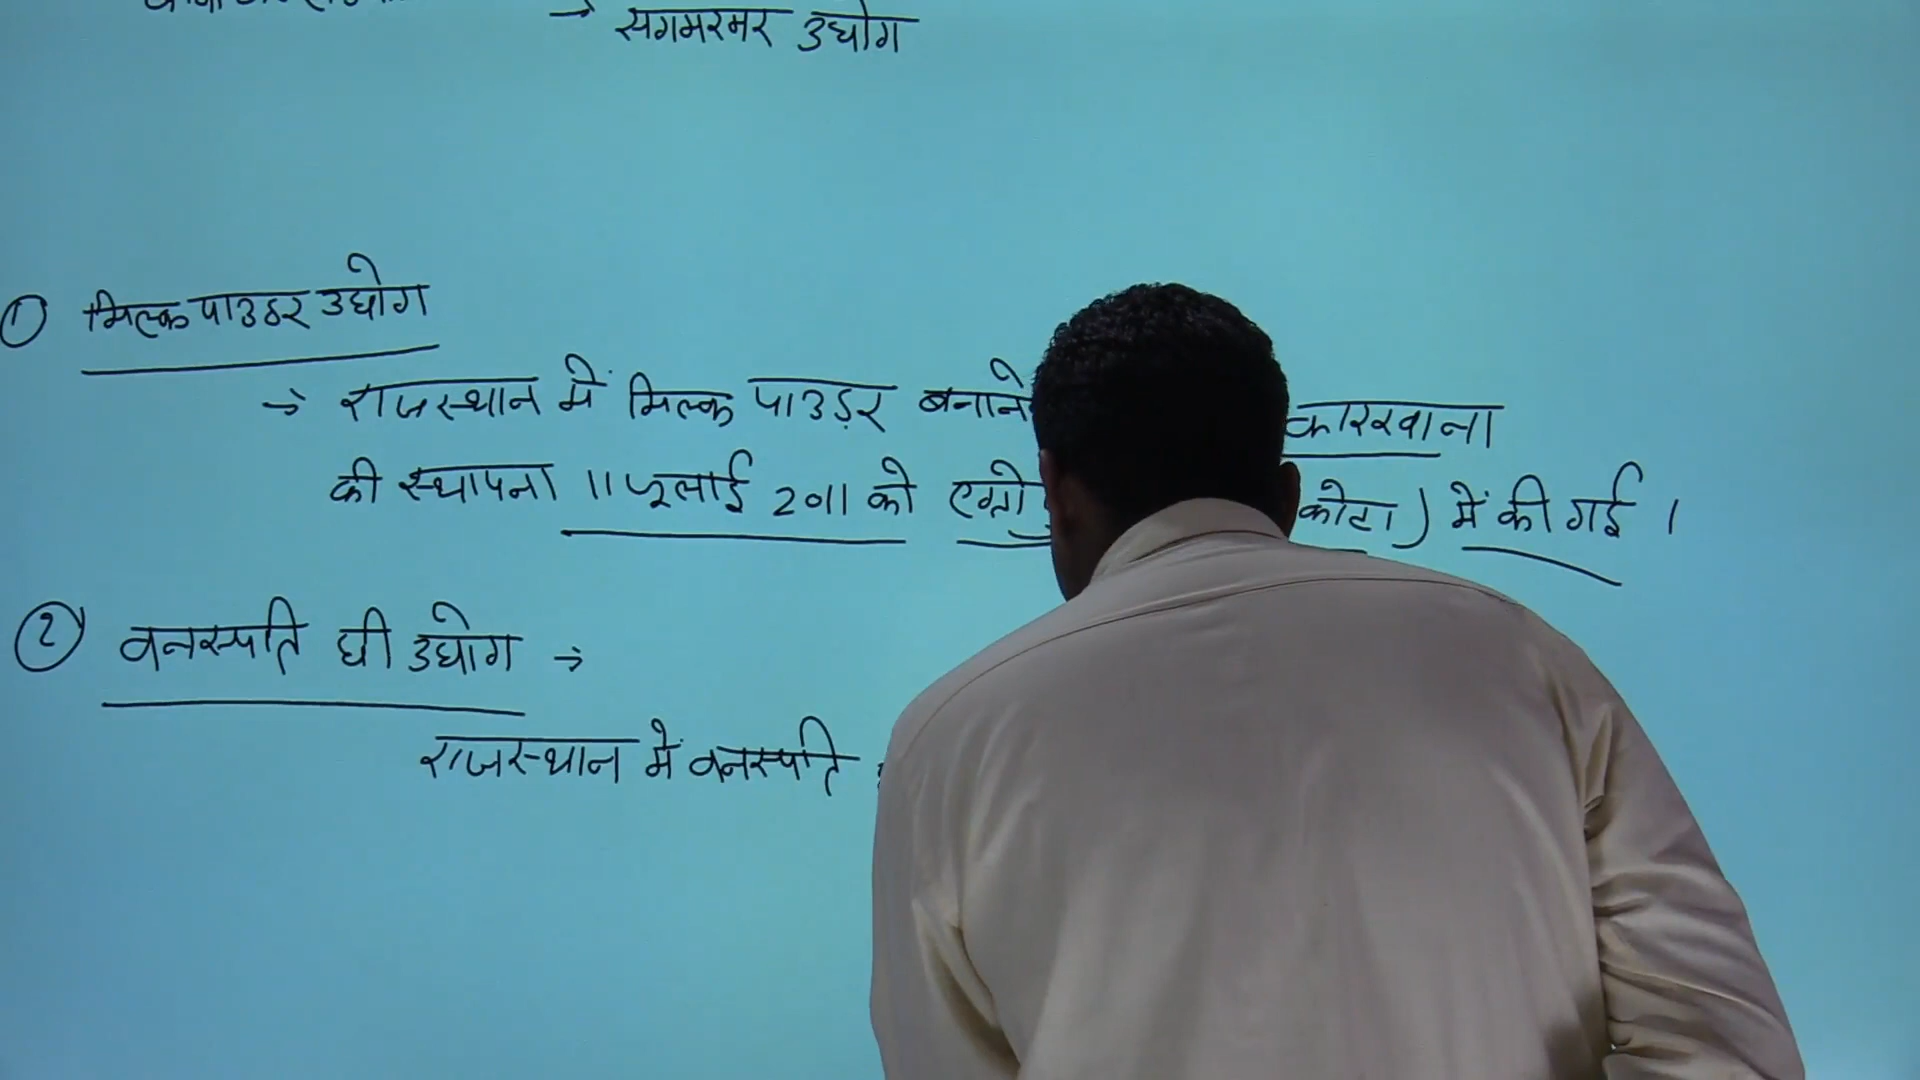 → सगमरमर उद्योग
① मिल्क पाउडर उद्योग
→ राजस्थान में मिल्क पाउड़र बनाने कारखाना
की स्थापना 11 जुलाई 2011 को एग्रो कोटा) में की गई ।
② वनस्पति घी उद्योग →
राजस्थान में वनस्पति